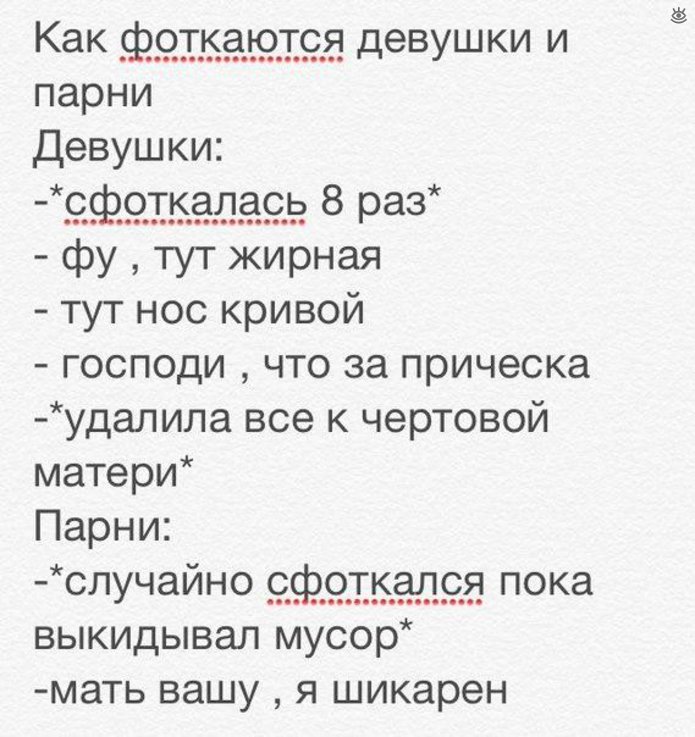 Как фоткаются девушки и
парни
Девушки:
-*сфоткалась 8 раз*
- фу , тут жирная
- тут нос кривой
- господи , что за прическа
-*удалила все к чертовой
матери*
Парни:
-*случайно сфоткался пока
выкидывал мусор*
-мать вашу , я шикарен